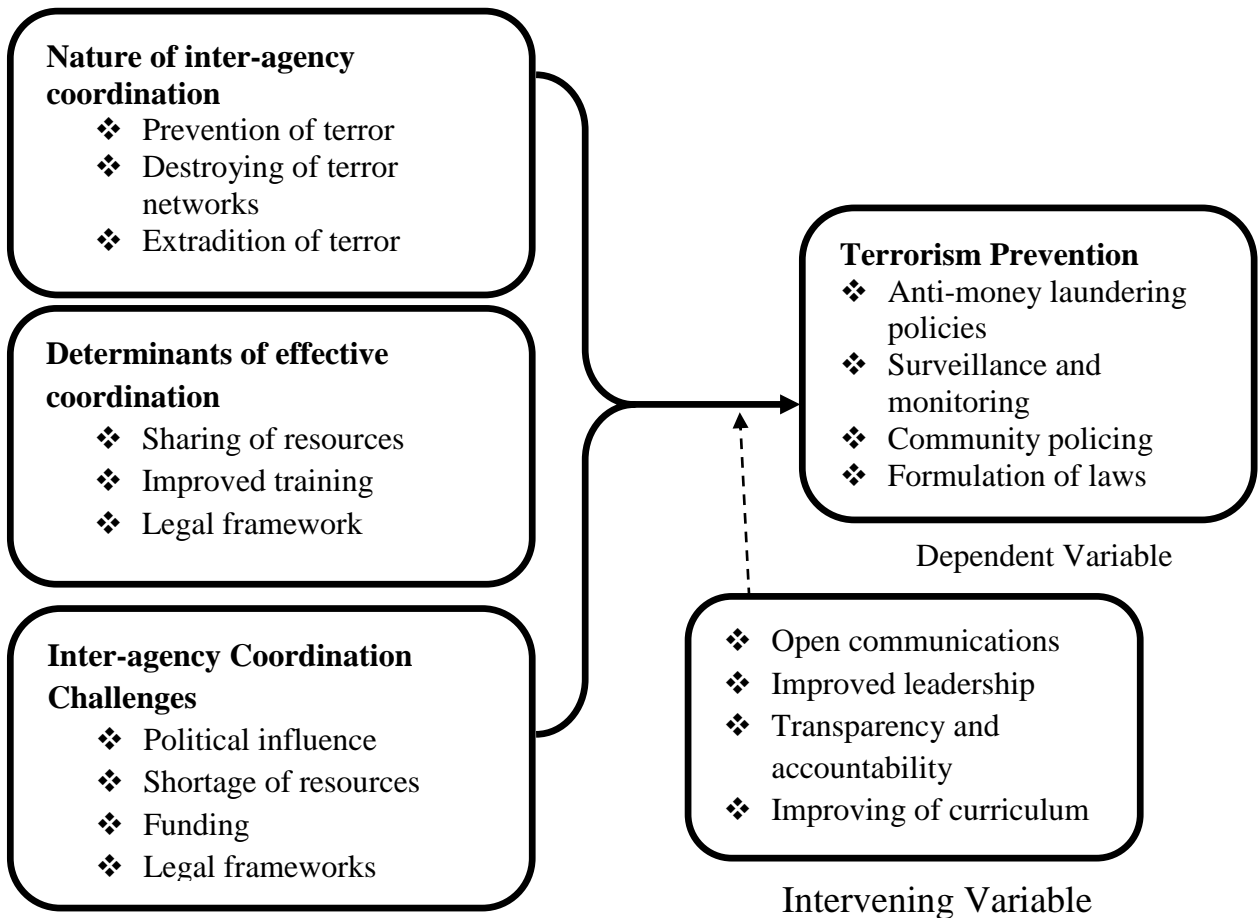 Nature of inter-agency
coordination
❖ Prevention of terror
❖ Destroying of terror
networks
❖ Extradition of terror
Determinants of effective
coordination
❖ Sharing of resources
❖ Improved training
❖ Legal framework
Inter-agency Coordination
Challenges
❖ Political influence
❖ Shortage of resources
❖ Funding
❖ Legal frameworks
Terrorism Prevention
❖ Anti-money laundering
policies
❖ Surveillance and
monitoring
❖ Community policing
❖ Formulation of laws
Dependent Variable
❖ Open communications
❖ Improved leadership
❖ Transparency and
accountability
❖ Improving of curriculum
Intervening Variable